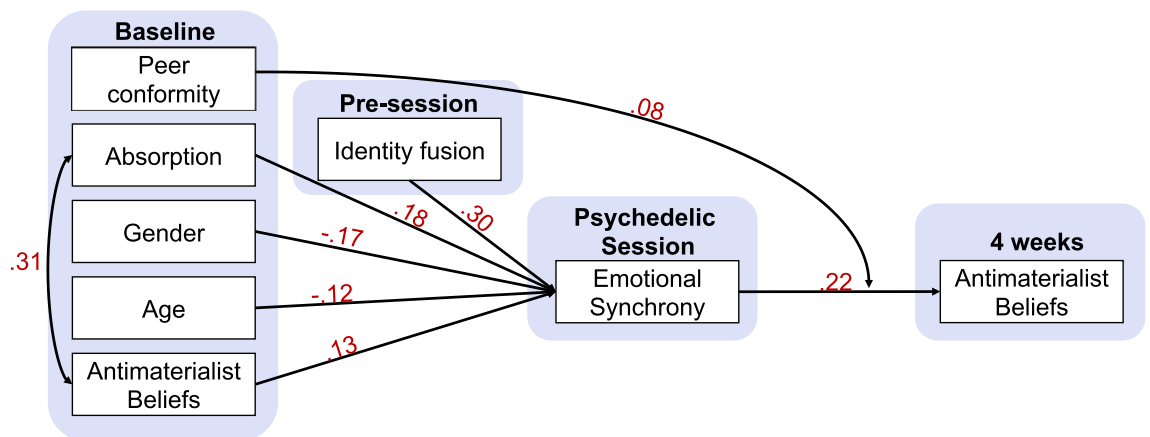 Baseline
Peer
conformity
Absorption
Gender
Age
Antimaterialist
Beliefs
.31
Pre-session
Identity fusion
.08
.18
.30
-.17
-.12
.13
Psychedelic
Session
Emotional
Synchrony
.22
4 weeks
Antimaterialist
Beliefs